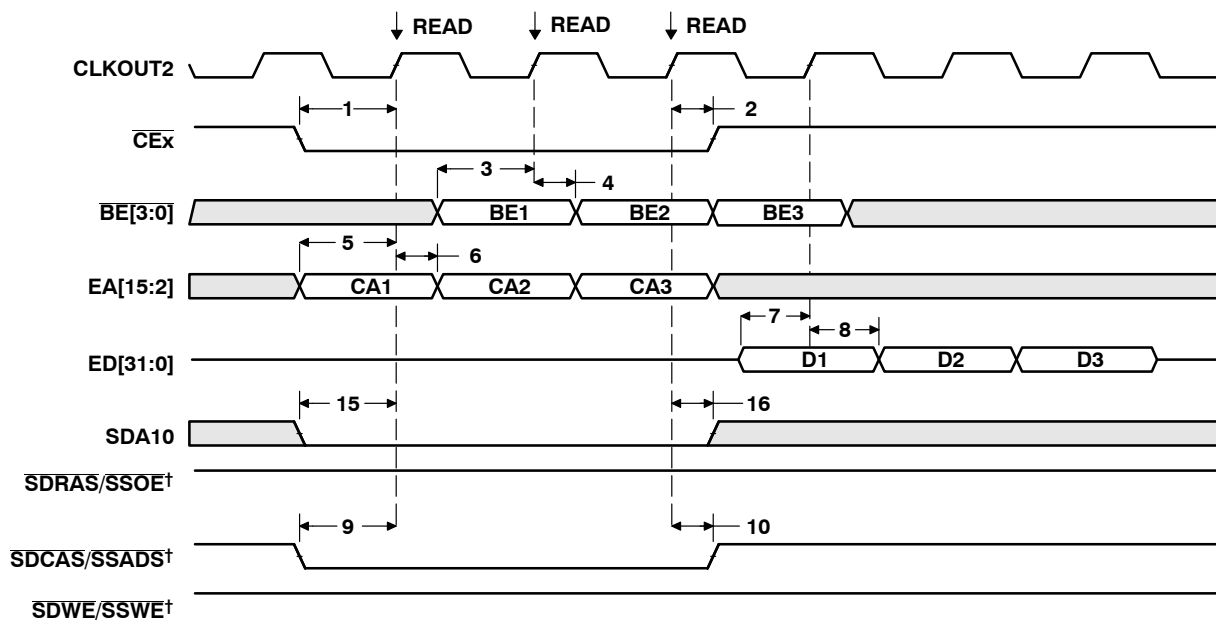 READ READ READ
CLKOUT2
1 2
CEx
3 4
BE[3:0] BE1 BE2 BE3
5 6
EA[15:2] CA1 CA2 CA3
7 8
ED[31:0] D1 D2 D3
15 16
SDA10
SDRAS/SSOE†
9 10
SDCAS/SSADS†
SDWE/SSWE†